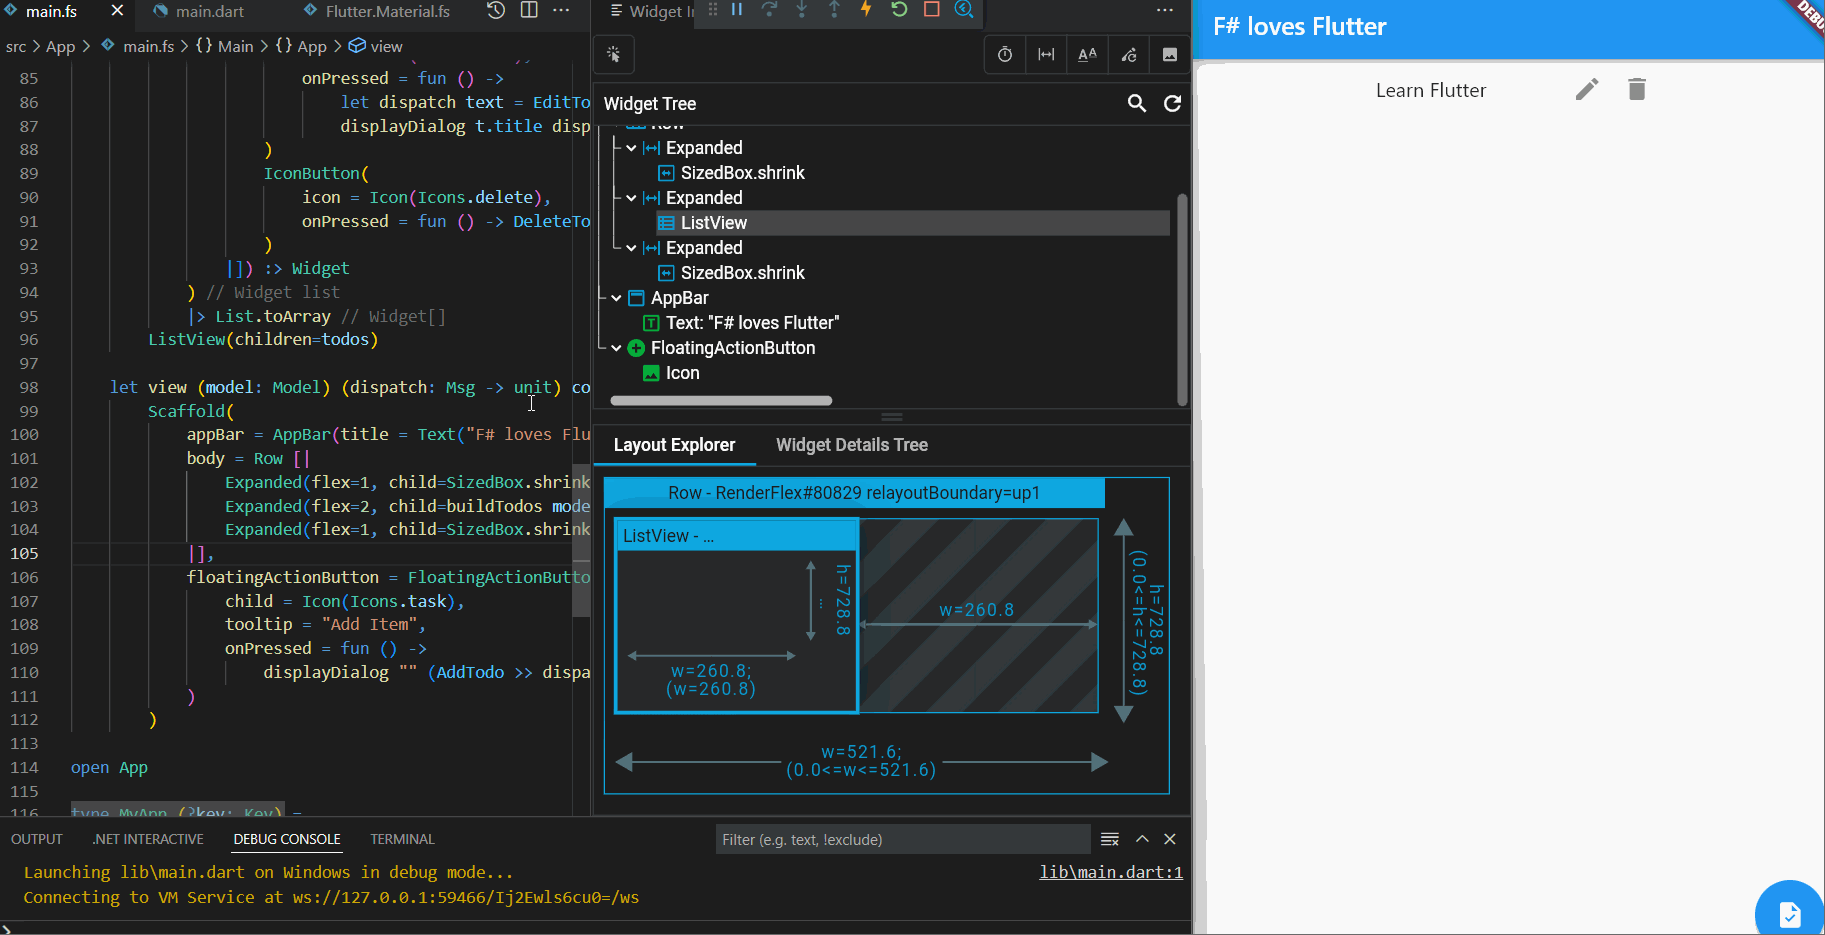 main.fs
main.dart
Flutter.Material.fs
src > App > main.fs > {} Main > {} App > view
85 onPressed = fun () ->
86 let dispatch text = EditTo
87 displayDialog t.title disp
88 )
89 IconButton(
90 icon = Icon(Icons.delete),
91 onPressed = fun () -> DeleteTo
92 )
93 |]) :> Widget
94 ) // Widget list
95 |> List.toArray // Widget[]
96 ListView(children=todos)
97
98 let view (model: Model) (dispatch: Msg -> unit) co
99 Scaffold(
100 appBar = AppBar(title = Text("F# loves Flu
101 body = Row [|
102 Expanded(flex=1, child=SizedBox.shrink
103 Expanded(flex=2, child=buildTodos mode
104 Expanded(flex=1, child=SizedBox.shrink
105 |],
106 floatingActionButton = FloatingActionButto
107 child = Icon(Icons.task),
108 tooltip = "Add Item",
109 onPressed = fun () ->
110 displayDialog "" (AddTodo >> dispa
111 )
112 )
113
114 open App
115
116 type MyApp (?key: Key) =
Widget In
Widget Tree
Row
Expanded
SizedBox.shrink
Expanded
ListView
Expanded
SizedBox.shrink
AppBar
Text: "F# loves Flutter"
FloatingActionButton
Icon
Layout Explorer
Widget Details Tree
Row - RenderFlex#80829 relayoutBoundary=up1
ListView - ...
h=728.8
...
w=260.8;
(w=260.8)
w=260.8
h=728.8
(0.0<=h<=728.8)
w=521.6;
(0.0<=w<=521.6)
OUTPUT
.NET INTERACTIVE
DEBUG CONSOLE
TERMINAL
Filter (e.g. text, !exclude)
Launching lib\main.dart on Windows in debug mode...
lib\main.dart:1
Connecting to VM Service at ws://127.0.0.1:59466/Ij2Ewls6cu0=/ws
F# loves Flutter
DEBU
Learn Flutter